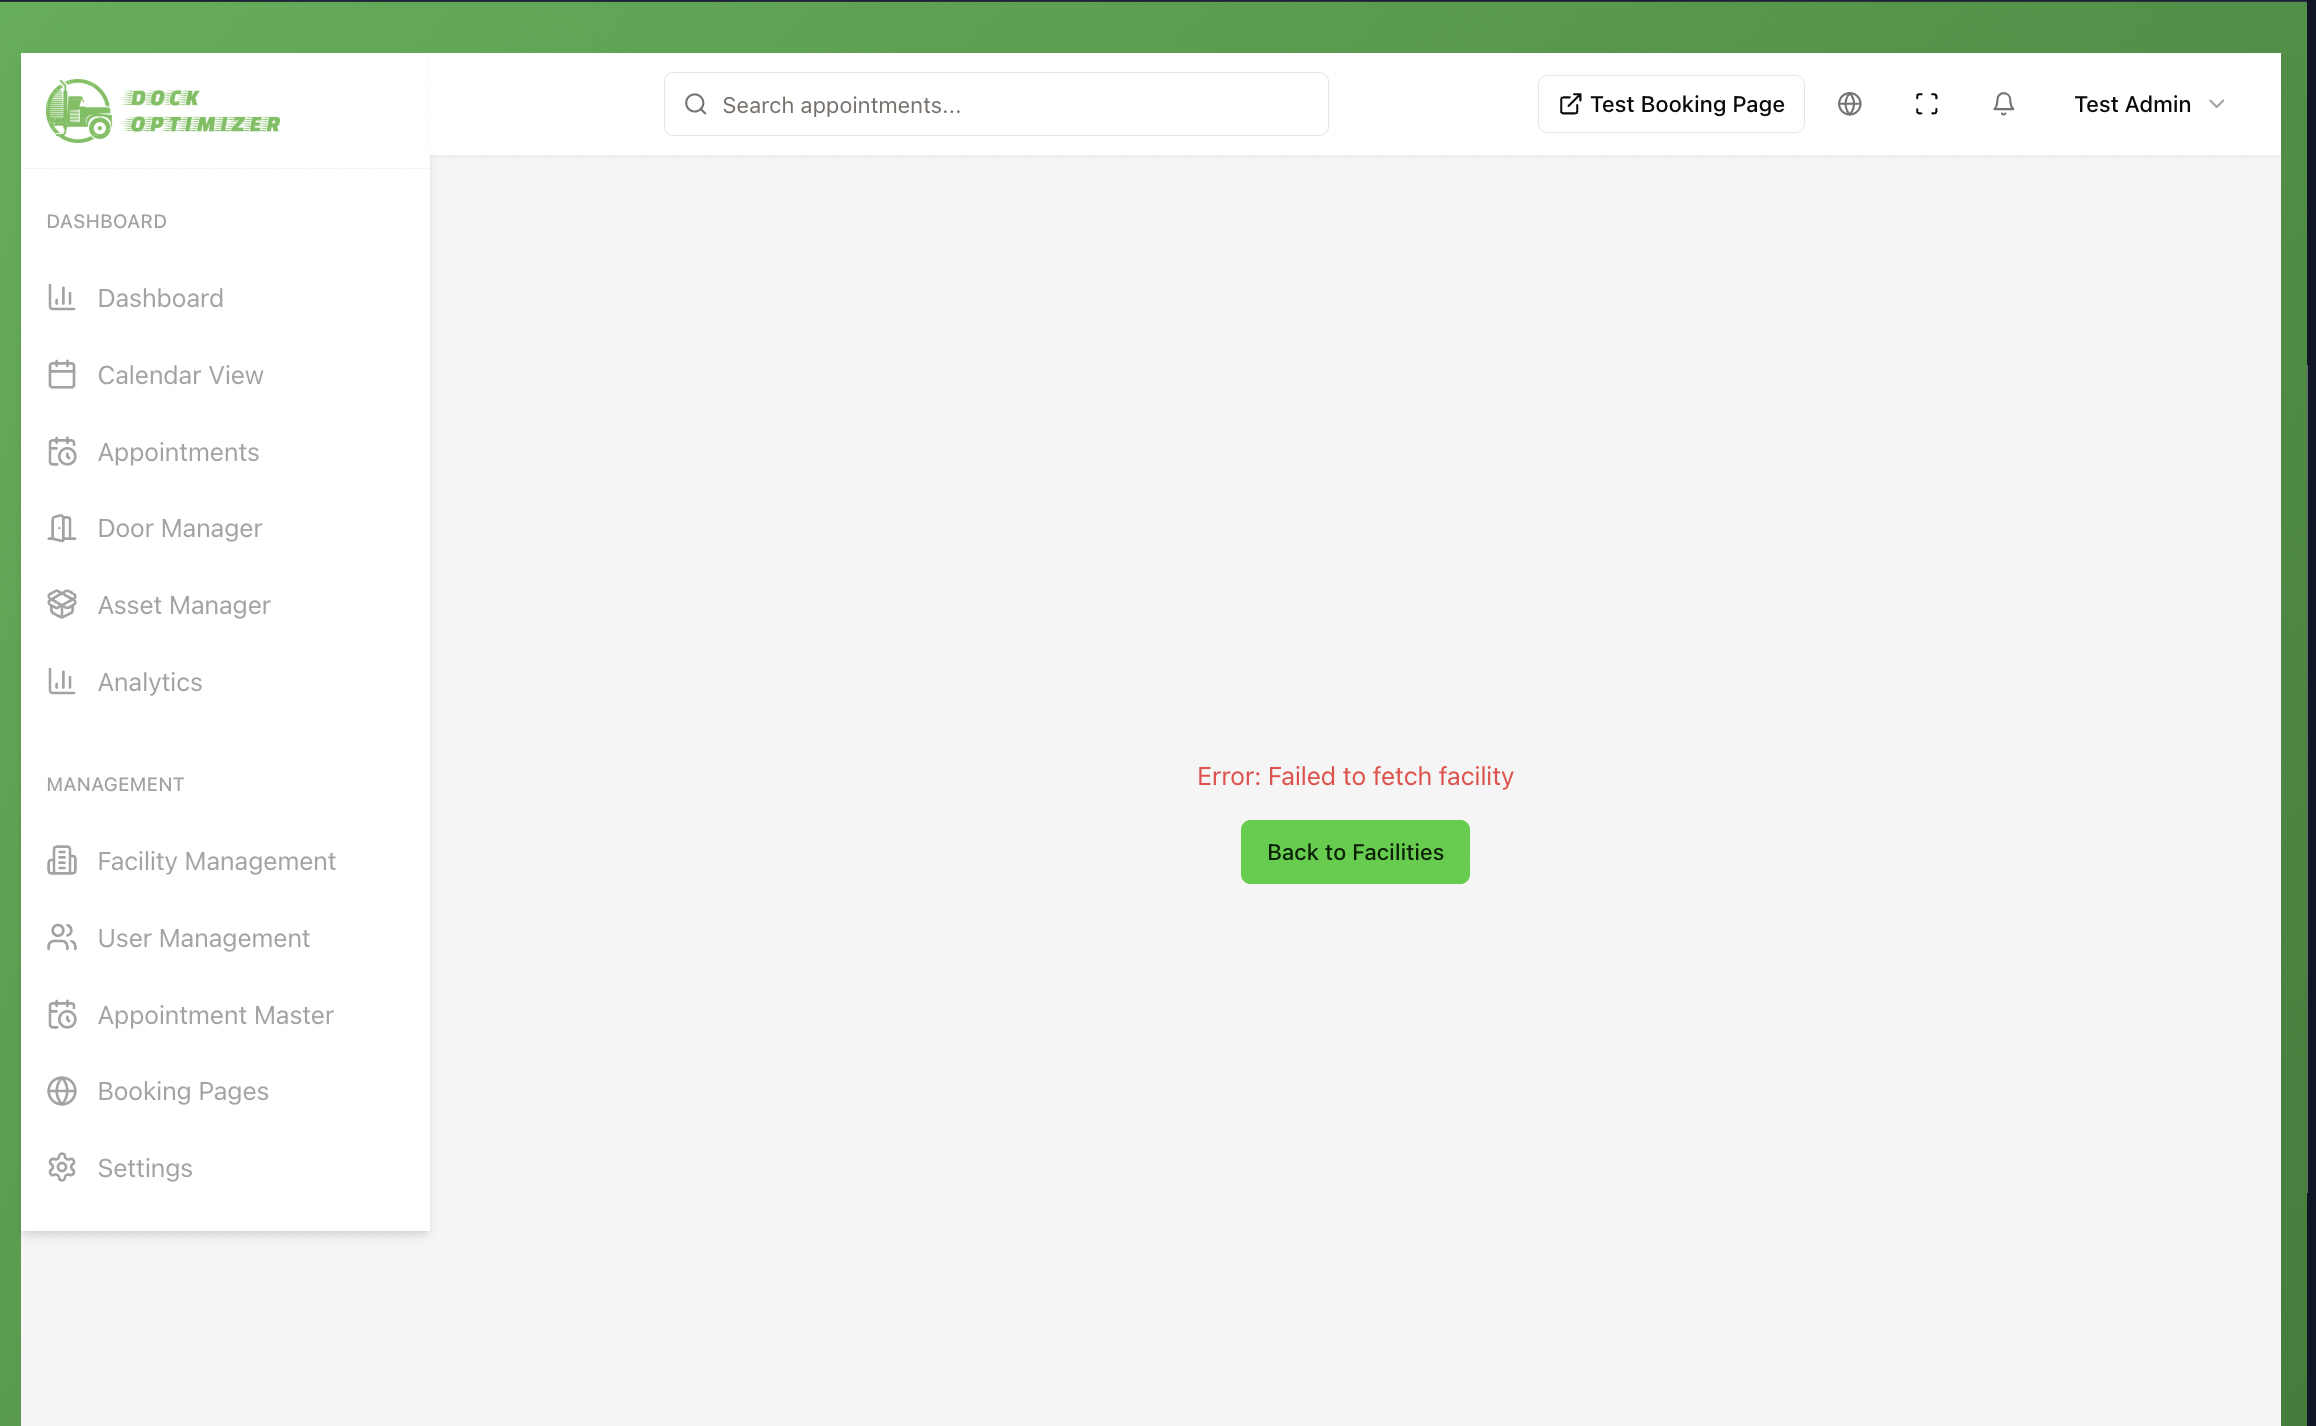 DOCK
OPTIMIZER
Search appointments...
Test Booking Page
Test Admin
DASHBOARD
Dashboard
Calendar View
Appointments
Door Manager
Asset Manager
Analytics
MANAGEMENT
Facility Management
User Management
Appointment Master
Booking Pages
Settings
Error: Failed to fetch facility
Back to Facilities